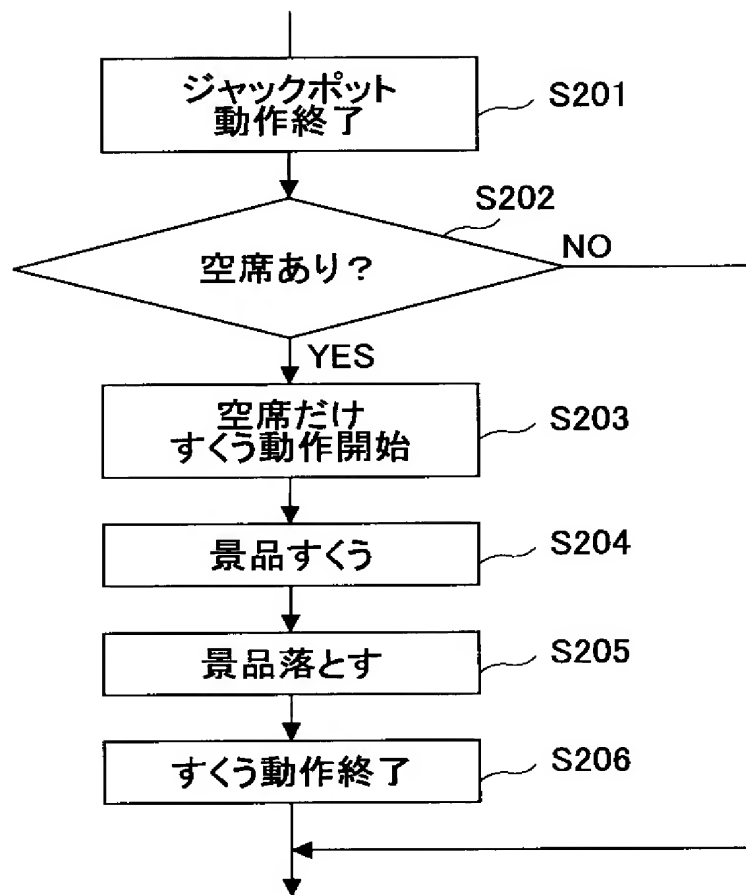 ジャックポット
動作終了
S201
S202
空席あり?
NO
YES
空席だけ
すくう動作開始
S203
景品すくう
S204
景品落とす
S205
すくう動作終了
S206